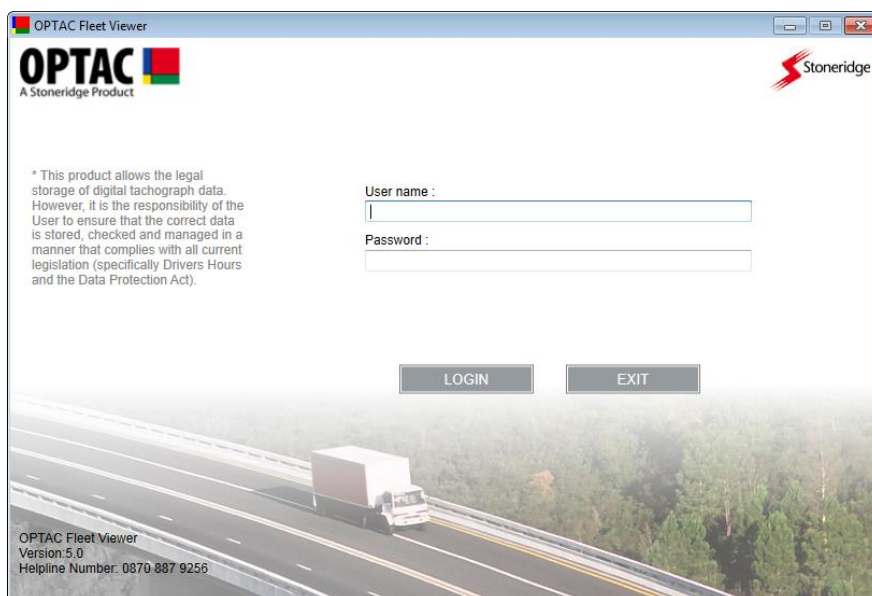 OPTAC Fleet Viewer
OPTAC
A Stoneridge Product
Stoneridge
* This product allows the legal
storage of digital tachograph data.
However, it is the responsibility of the
User to ensure that the correct data
is stored, checked and managed in a
manner that complies with all current
legislation (specifically Drivers Hours
and the Data Protection Act).
User name :
Password :
LOGIN
EXIT
OPTAC Fleet Viewer
Version:5.0
Helpline Number: 0870 887 9256